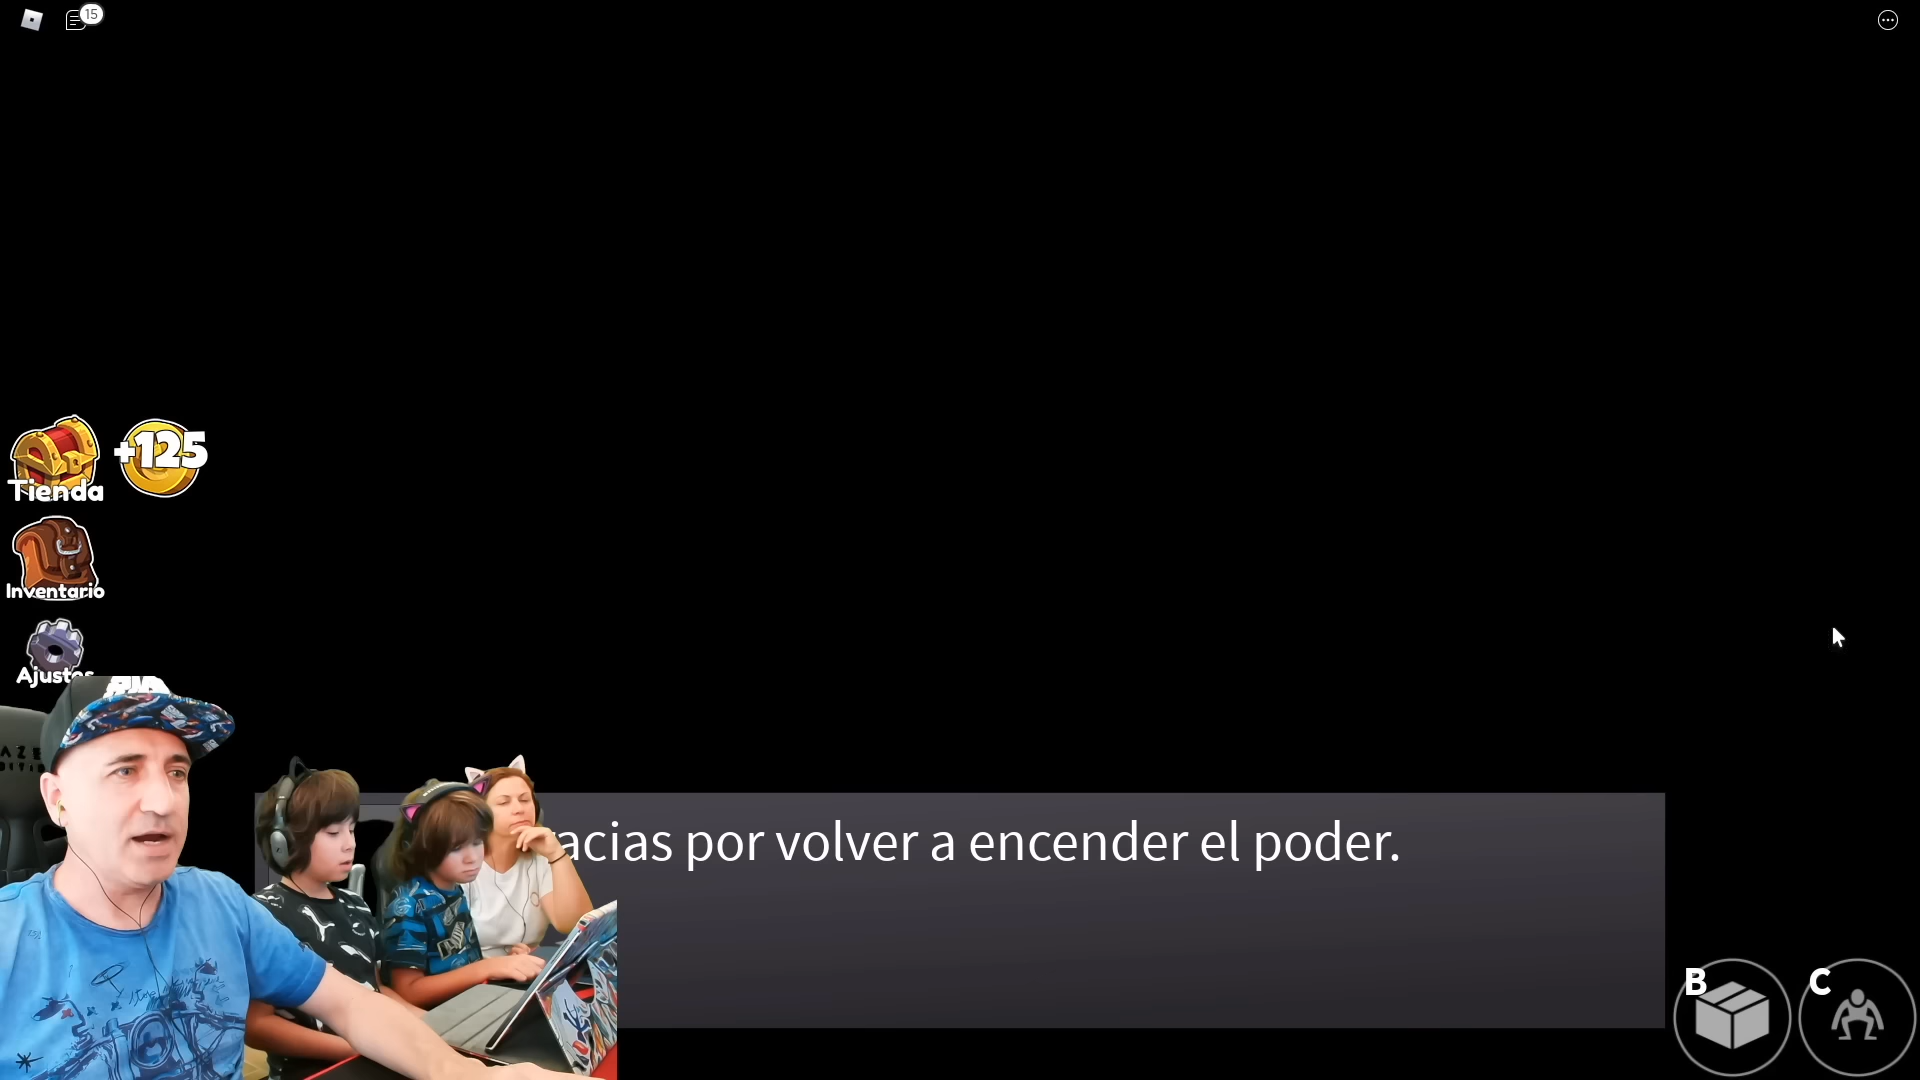 15
+125
Tienda
Inventario
Ajustes
acias por volver a encender el poder.
B
C